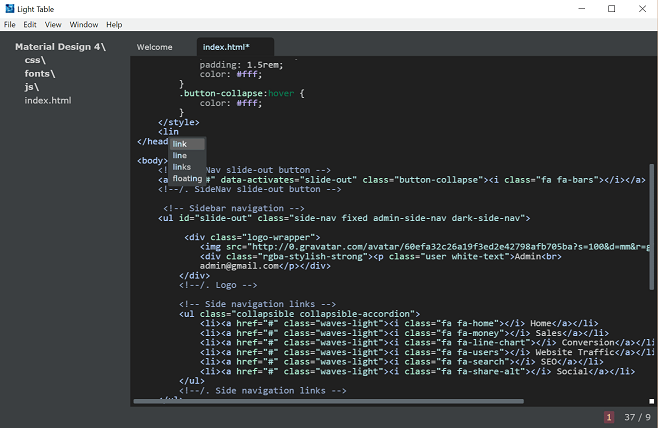 Light Table
File Edit View Window Help
Material Design 4\
css\
fonts\
js\
index.html
Welcome index.html*
padding: 1.5rem;
color: #fff;
}
.button-collapse:hover {
color: #fff;
}
</style>
<lin
</head
link
line
links
floating
<body>
Nav slide-out button -->
#" data-activates="slide-out" class="button-collapse"><i class="fa fa-bars"></i></a>
<!--/. SideNav slide-out button -->
<!-- Sidebar navigation -->
<ul id="slide-out" class="side-nav fixed admin-side-nav dark-side-nav">
<div class="logo-wrapper">
<img src="http://0.gravatar.com/avatar/60efa32c26a19f3ed2e42798afb705ba?s=100&d=mm&r=g
<div class="rgba-stylish-strong"><p class="user white-text">Admin<br>
admin@gmail.com</p></div>
</div>
<!--/. Logo -->
<!-- Side navigation links -->
<ul class="collapsible collapsible-accordion">
<li><a href="#" class="waves-light"><i class="fa fa-home"></i> Home</a></li>
<li><a href="#" class="waves-light"><i class="fa fa-money"></i> Sales</a></li>
<li><a href="#" class="waves-light"><i class="fa fa-line-chart"></i> Conversion</a></li>
<li><a href="#" class="waves-light"><i class="fa fa-users"></i> Website Traffic</a></li>
<li><a href="#" class="waves-light"><i class="fa fa-search"></i> SEO</a></li>
<li><a href="#" class="waves-light"><i class="fa fa-share-alt"></i> Social</a></li>
</ul>
<!--/. Side navigation links -->
</ul>
1 37 / 9